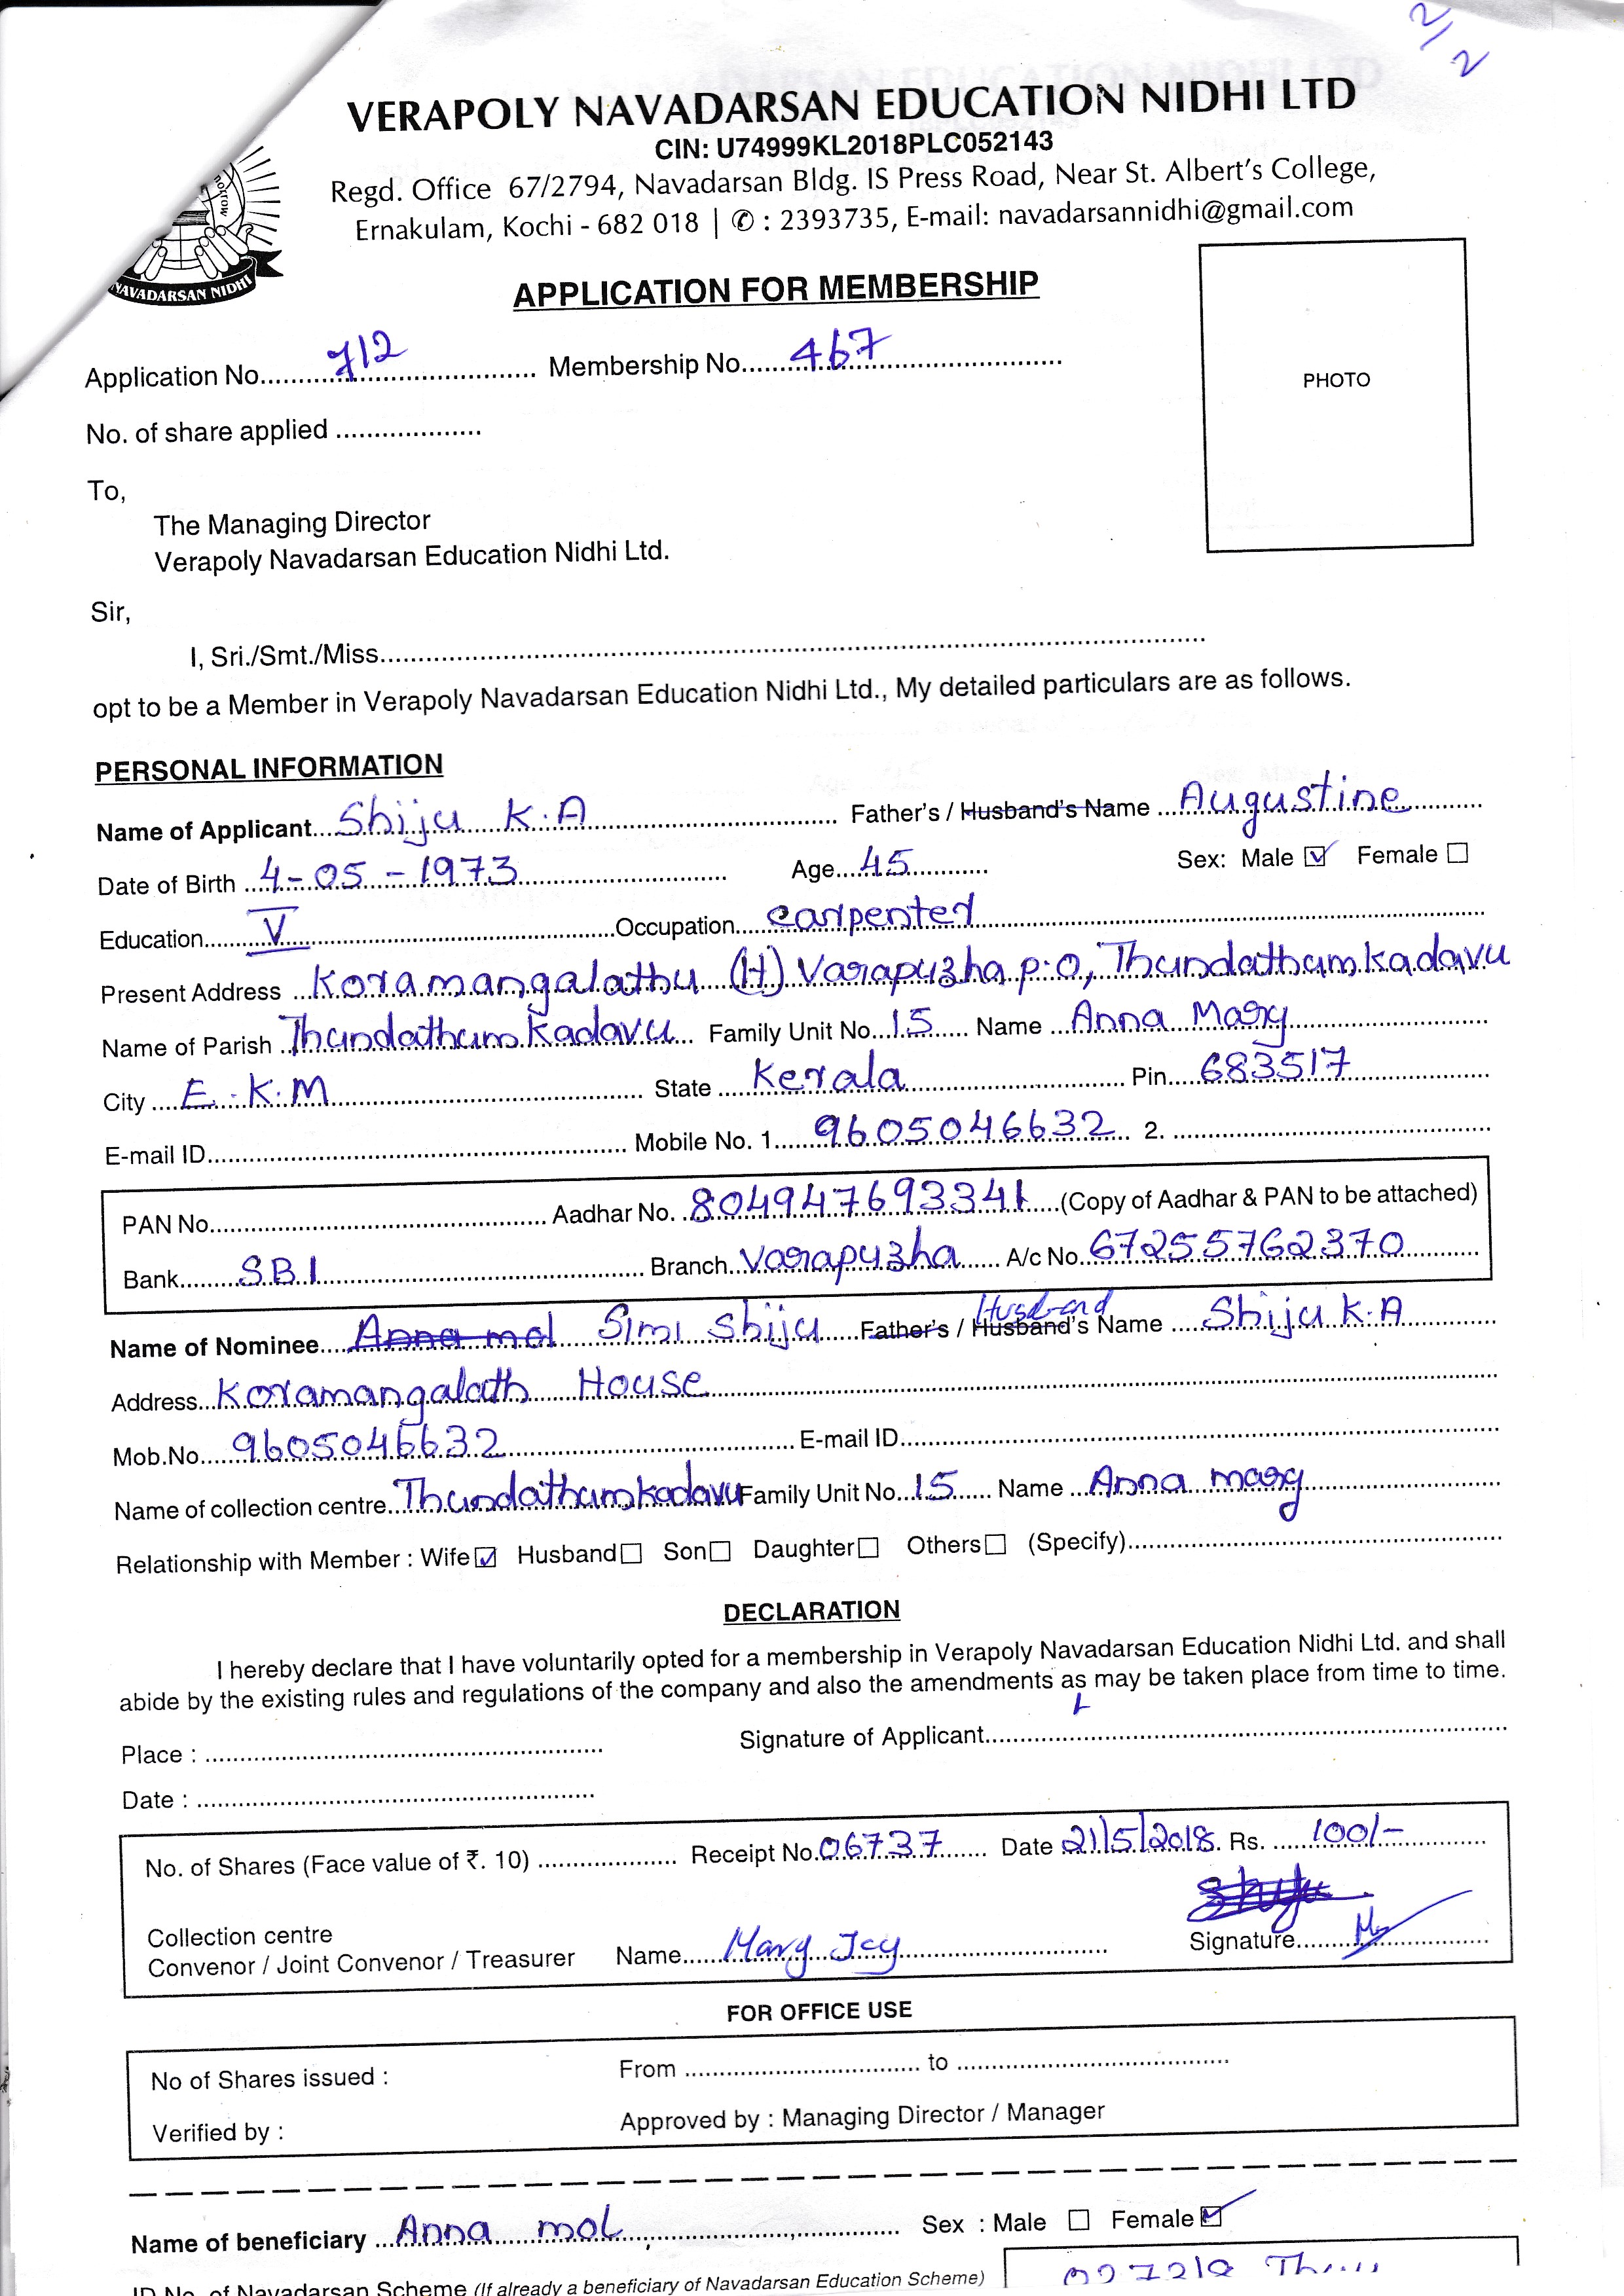 2/2
VERAPOLY NAVADARSAN EDUCATION NIDHI LTD
CIN: U74999KL2018PLC052143
Regd. Office 67/2794, Navadarsan Bldg. IS Press Road, Near St. Albert's College,
Ernakulam, Kochi - 682 018 | ✆ : 2393735, E-mail: navadarsannidhi@gmail.com
NAVADARSAN NIDHI
APPLICATION FOR MEMBERSHIP
Application No. 712 Membership No. 467
PHOTO
No. of share applied
To,
The Managing Director
Verapoly Navadarsan Education Nidhi Ltd.
Sir,
I, Sri./Smt./Miss
opt to be a Member in Verapoly Navadarsan Education Nidhi Ltd., My detailed particulars are as follows.
PERSONAL INFORMATION
Name of Applicant Shiju K.A Father's / Husband's Name Augustine
Date of Birth 4-05-1973 Age 45 Sex: Male ☑ Female ☐
Education V Occupation carpenter
Present Address Koramangalathu (H) Varapuzha p.o, Thundathumkadavu
Name of Parish Thundathumkadavu Family Unit No. 15 Name Anna Mary
City E.K.M State Kerala Pin 683517
E-mail ID Mobile No. 1. 9605046632 2.
PAN No. Aadhar No. 804947693341 (Copy of Aadhar & PAN to be attached)
Bank SBI Branch Varapuzha A/c No. 67255762370
Name of Nominee Anna mol Simi Shiju Father's / Husband's Name Husband Shiju K.A
Address Koramangalath House
Mob.No. 9605046632 E-mail ID
Name of collection centre Thundathumkadavu Family Unit No. 15 Name Anna mary
Relationship with Member : Wife ☑ Husband ☐ Son ☐ Daughter ☐ Others ☐ (Specify)
DECLARATION
I hereby declare that I have voluntarily opted for a membership in Verapoly Navadarsan Education Nidhi Ltd. and shall
abide by the existing rules and regulations of the company and also the amendments as may be taken place from time to time.
Place : Signature of Applicant
Date :
No. of Shares (Face value of ₹. 10) Receipt No. 06737 Date 21/5/2018 Rs. 100/-
Shiju
Collection centre
Convenor / Joint Convenor / Treasurer Name Mary Joy Signature
FOR OFFICE USE
No of Shares issued : From to
Verified by : Approved by : Managing Director / Manager
Name of beneficiary Anna mol Sex : Male ☐ Female ☑
ID No. of Navadarsan Scheme (If already a beneficiary of Navadarsan Education Scheme)